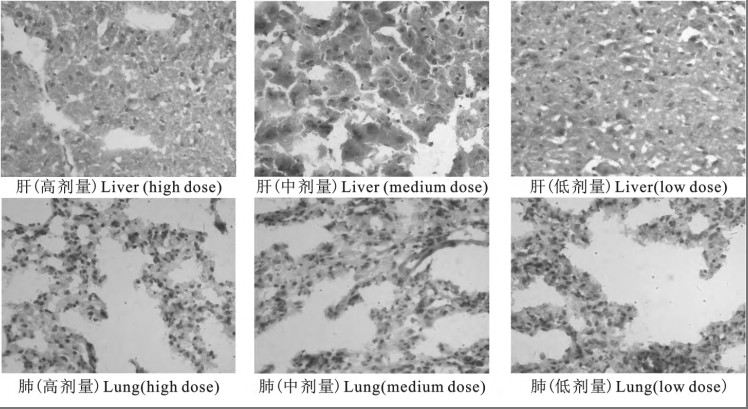 肝(高剂量) Liver (high dose)
肝(中剂量) Liver (medium dose)
肝(低剂量) Liver(low dose)
肺(高剂量) Lung(high dose)
肺(中剂量) Lung(medium dose)
肺(低剂量) Lung(low dose)